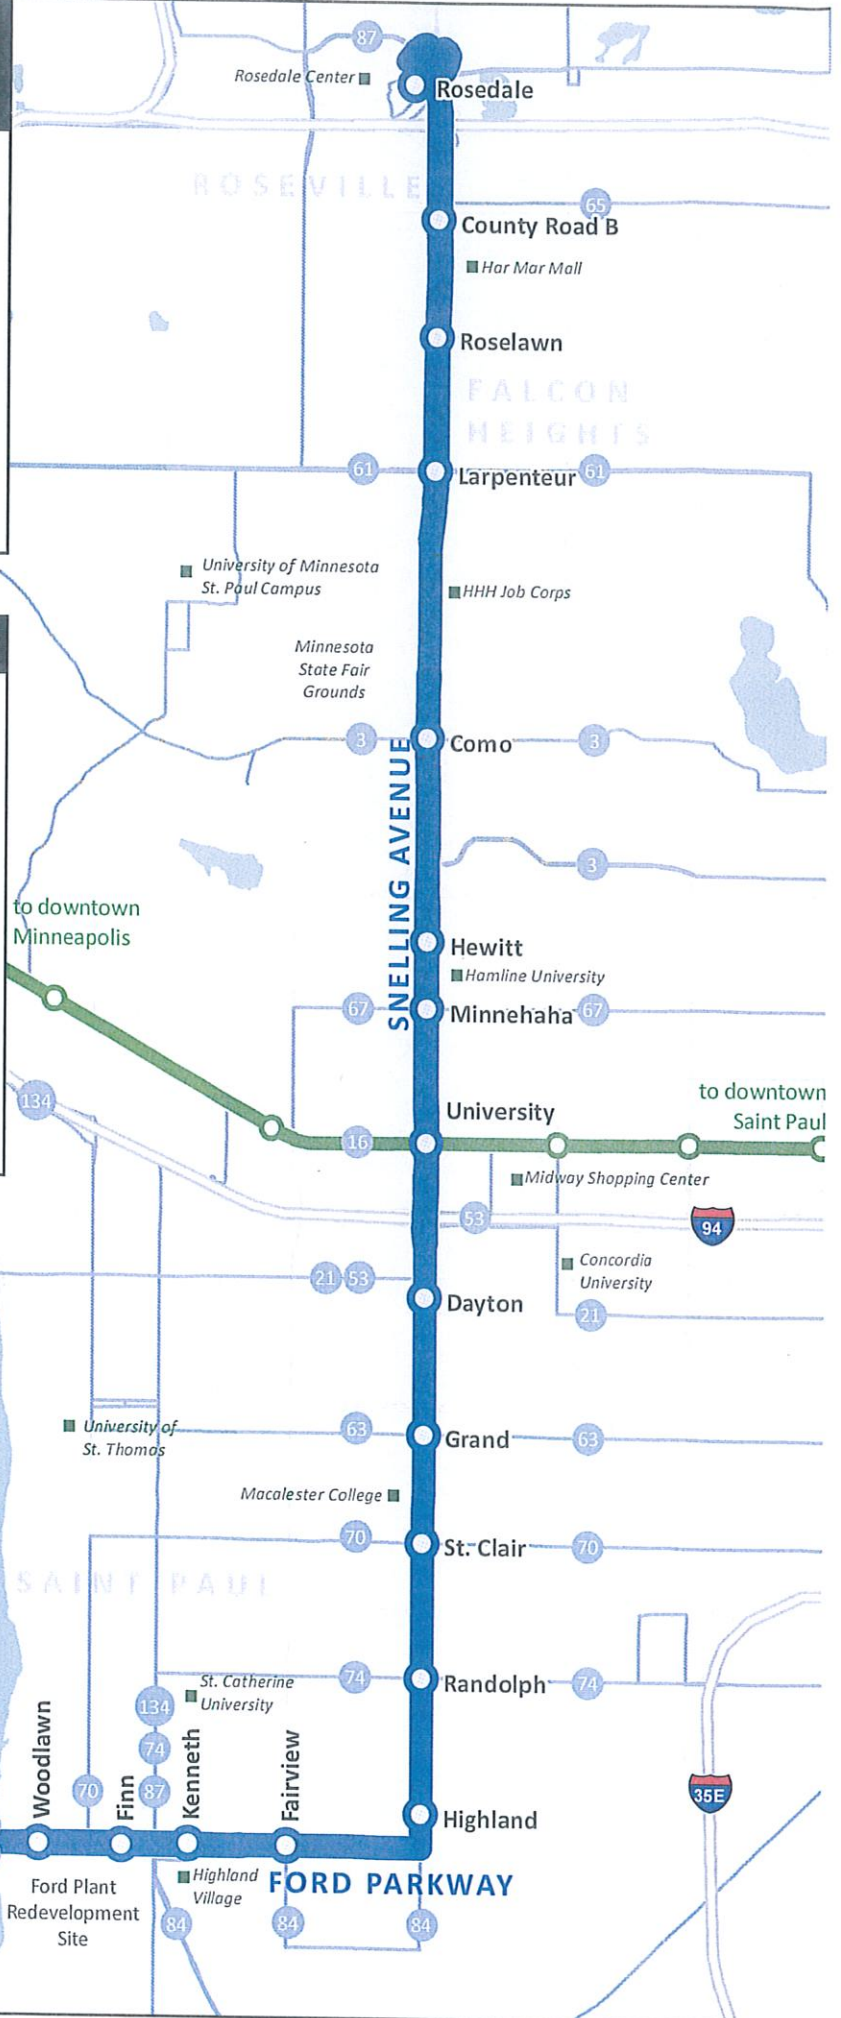 87
Rosedale Center
Rosedale
ROSEVILLE
65
County Road B
Har Mar Mall
Roselawn
FALCON
HEIGHTS
61
Larpenteur
61
University of Minnesota
St. Paul Campus
HHH Job Corps
Minnesota
State Fair
Grounds
3
Como
3
SNELLING AVENUE
3
to downtown
Minneapolis
Hewitt
Hamline University
67
Minnehaha
67
134
to downtown
Saint Paul
University
16
Midway Shopping Center
53
94
Concordia
University
21
53
Dayton
21
University of
St. Thomas
63
Grand
63
Macalester College
70
St. Clair
70
SAINT PAUL
St. Catherine
University
74
Randolph
74
134
74
87
70
Woodlawn
Finn
Kenneth
Fairview
Highland
35E
Ford Plant
Redevelopment
Site
Highland
Village
FORD PARKWAY
84
84
84